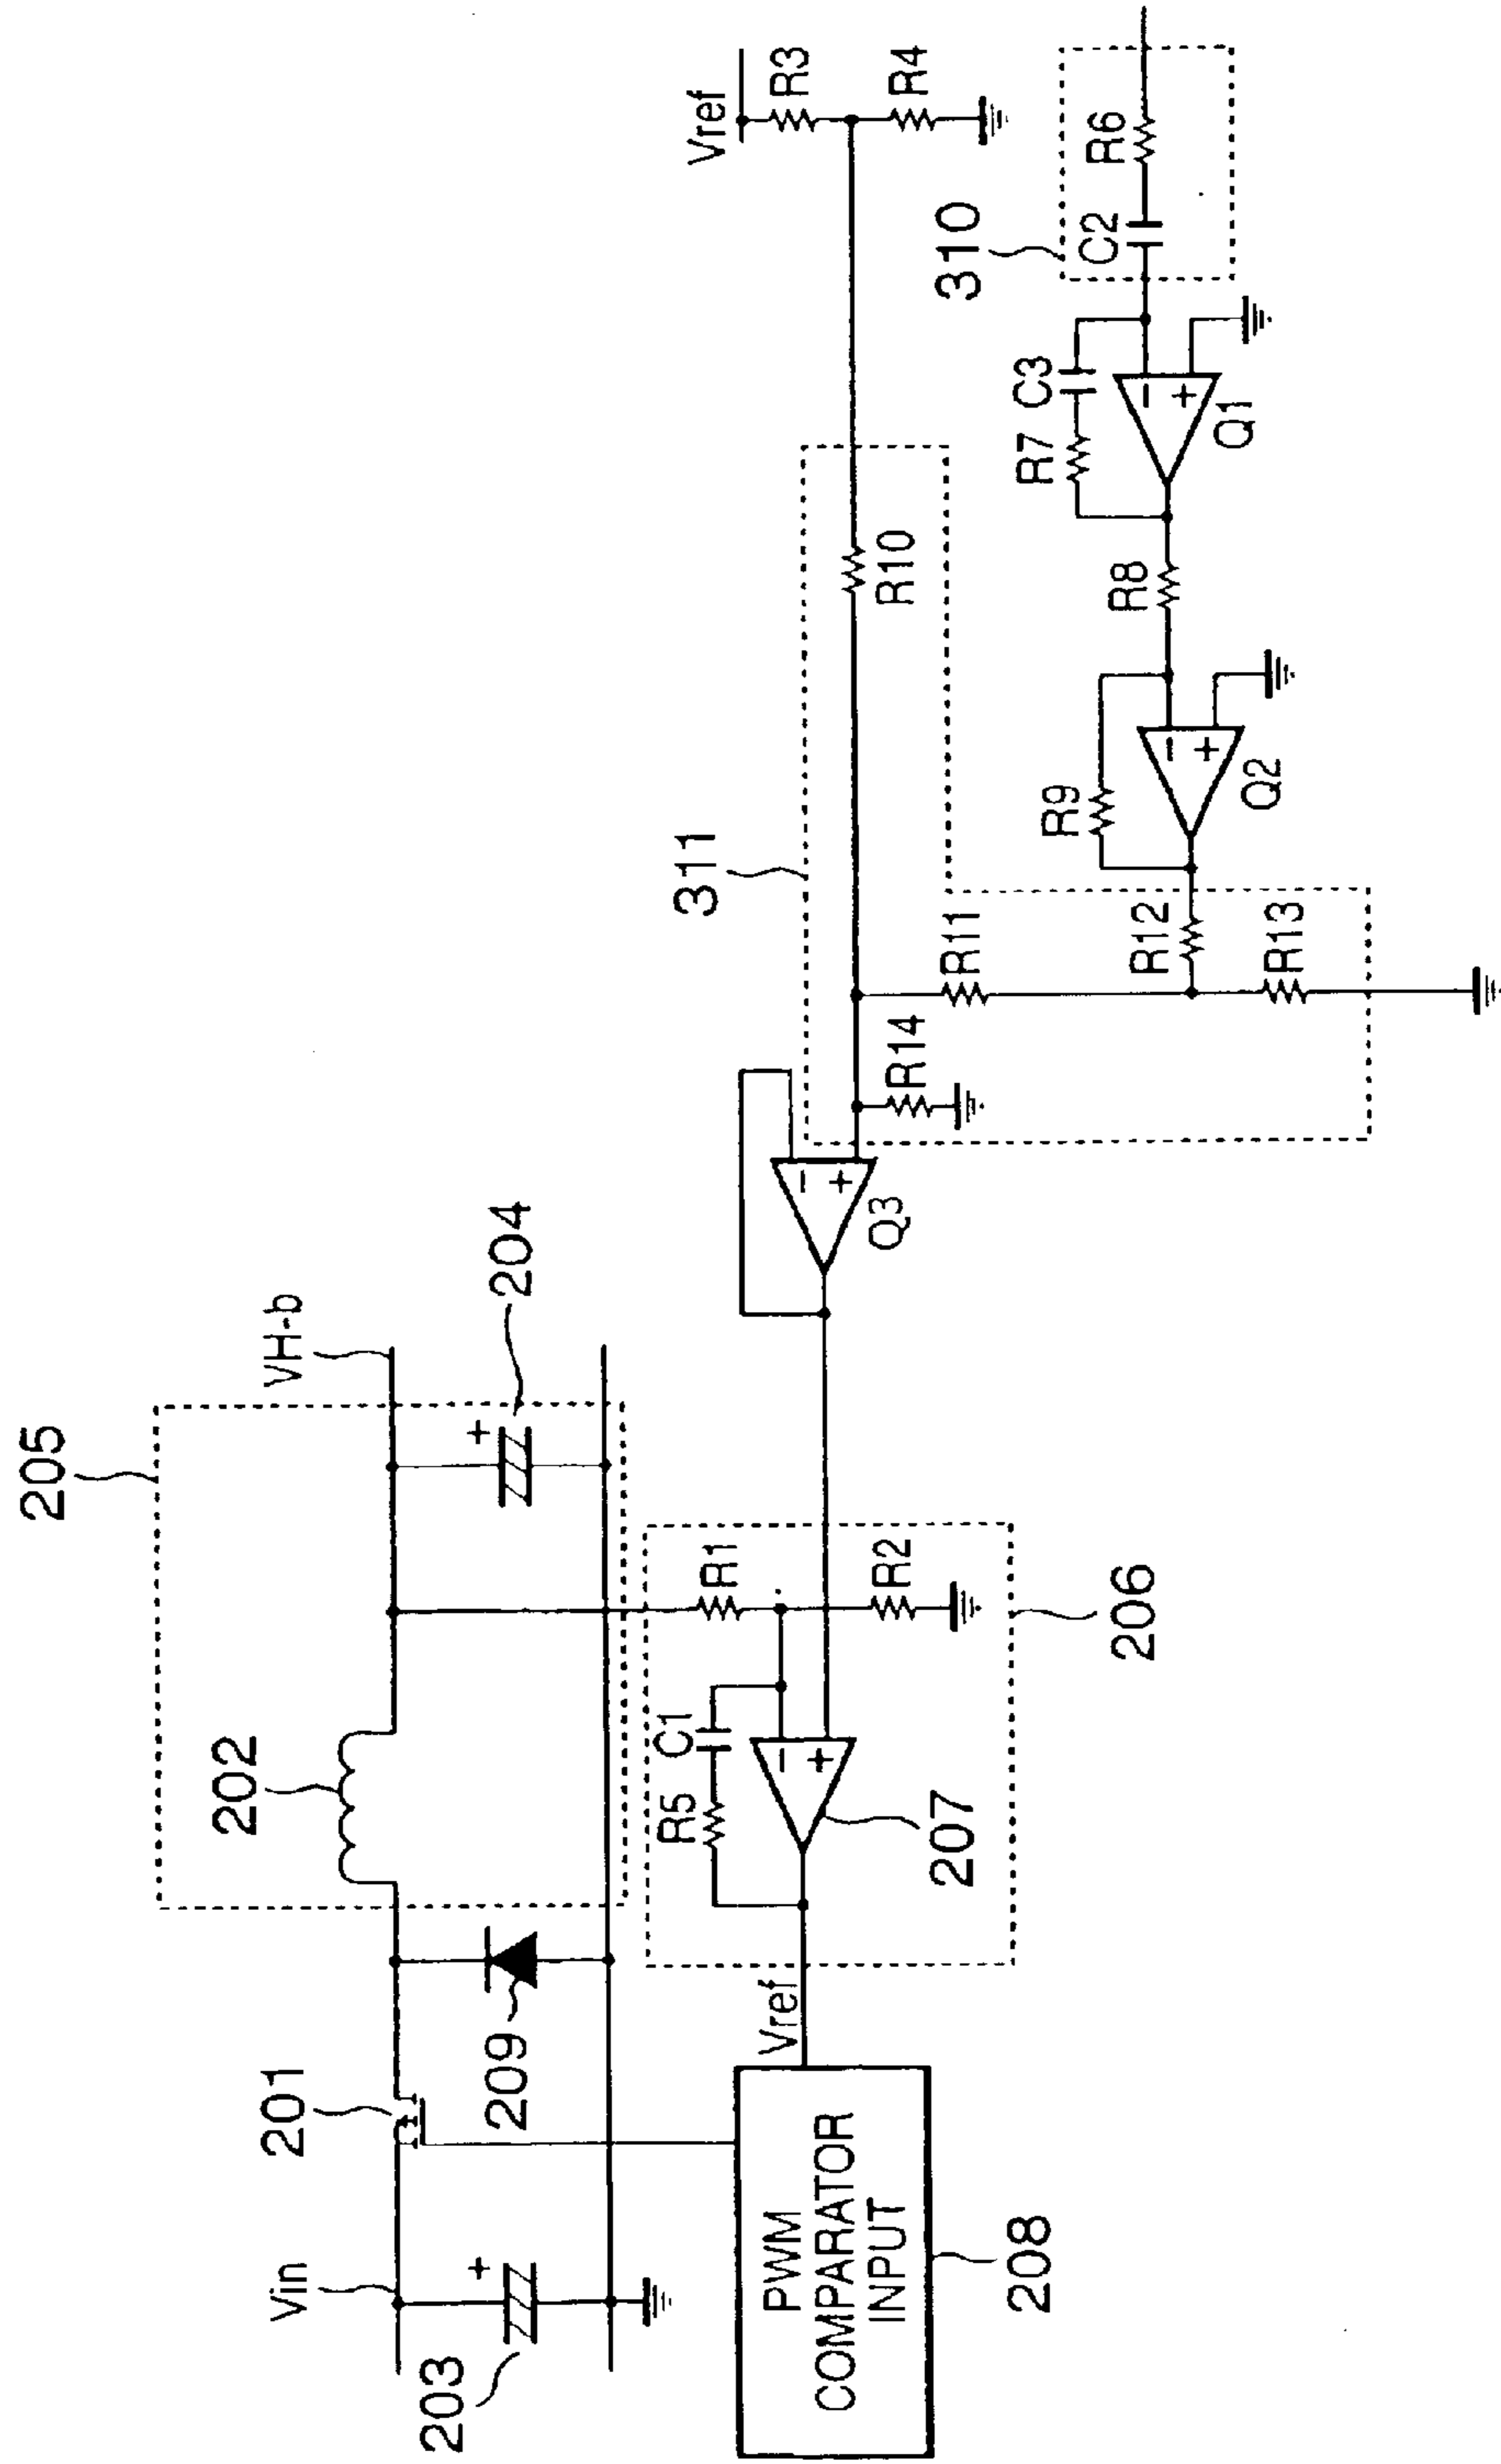 205
VH-b
204
202
201
Vin
209
203
R1
R2
C1
R5
−
+
207
206
Vref
PWM
COMPARATOR
INPUT
208
−
+
Q3
311
R14
R11
R10
R12
R13
Vref
R3
R4
310
R9
−
+
Q2
R8
R7
C3
−
+
Q1
C2
R6
+
+